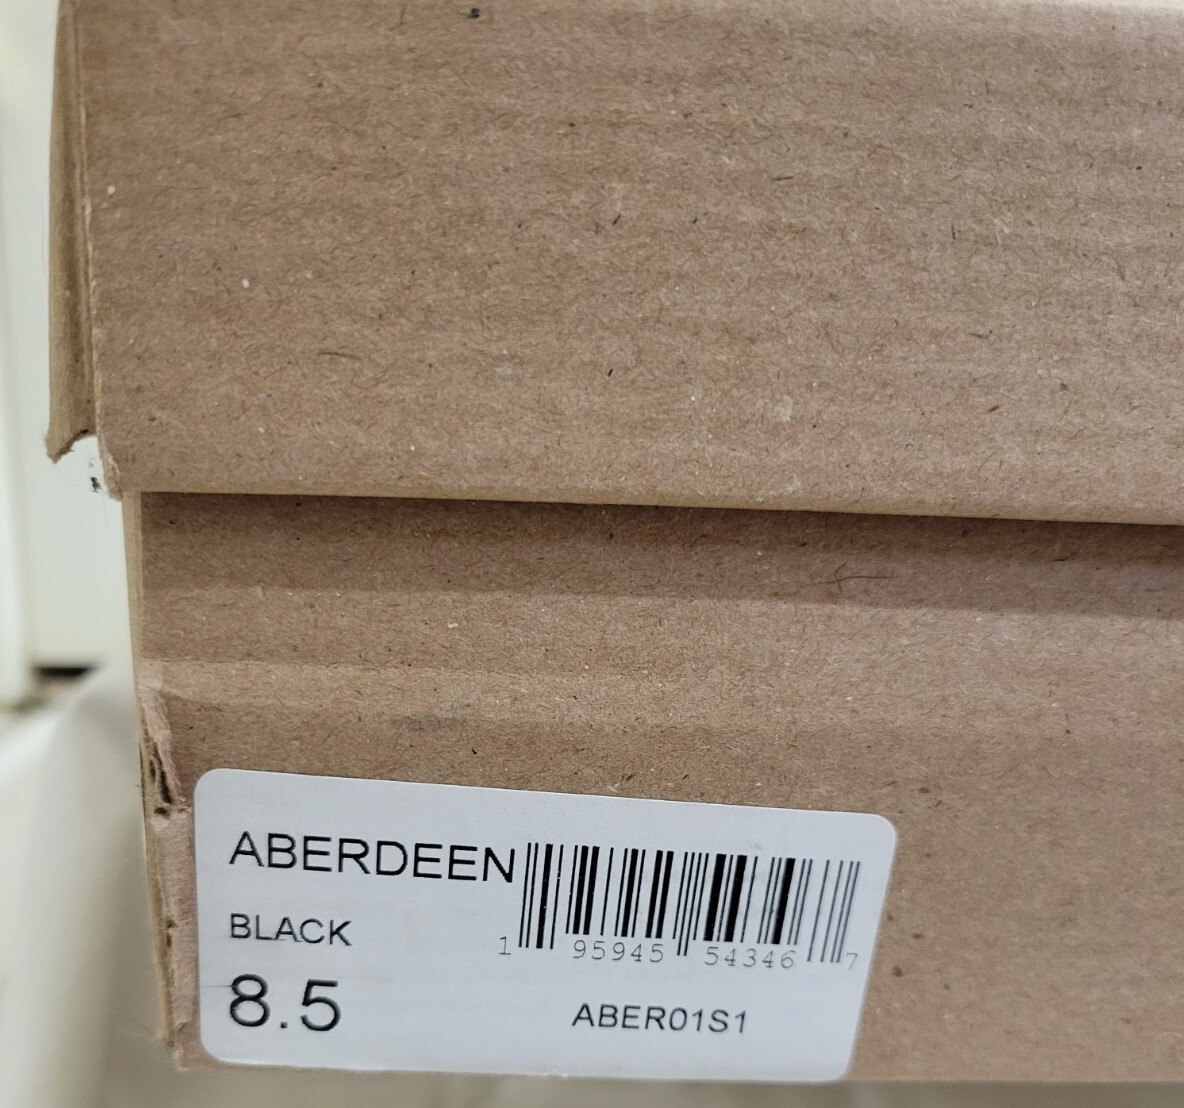 ABERDEEN
BLACK
1 95945 54346 7
8.5
ABER01S1